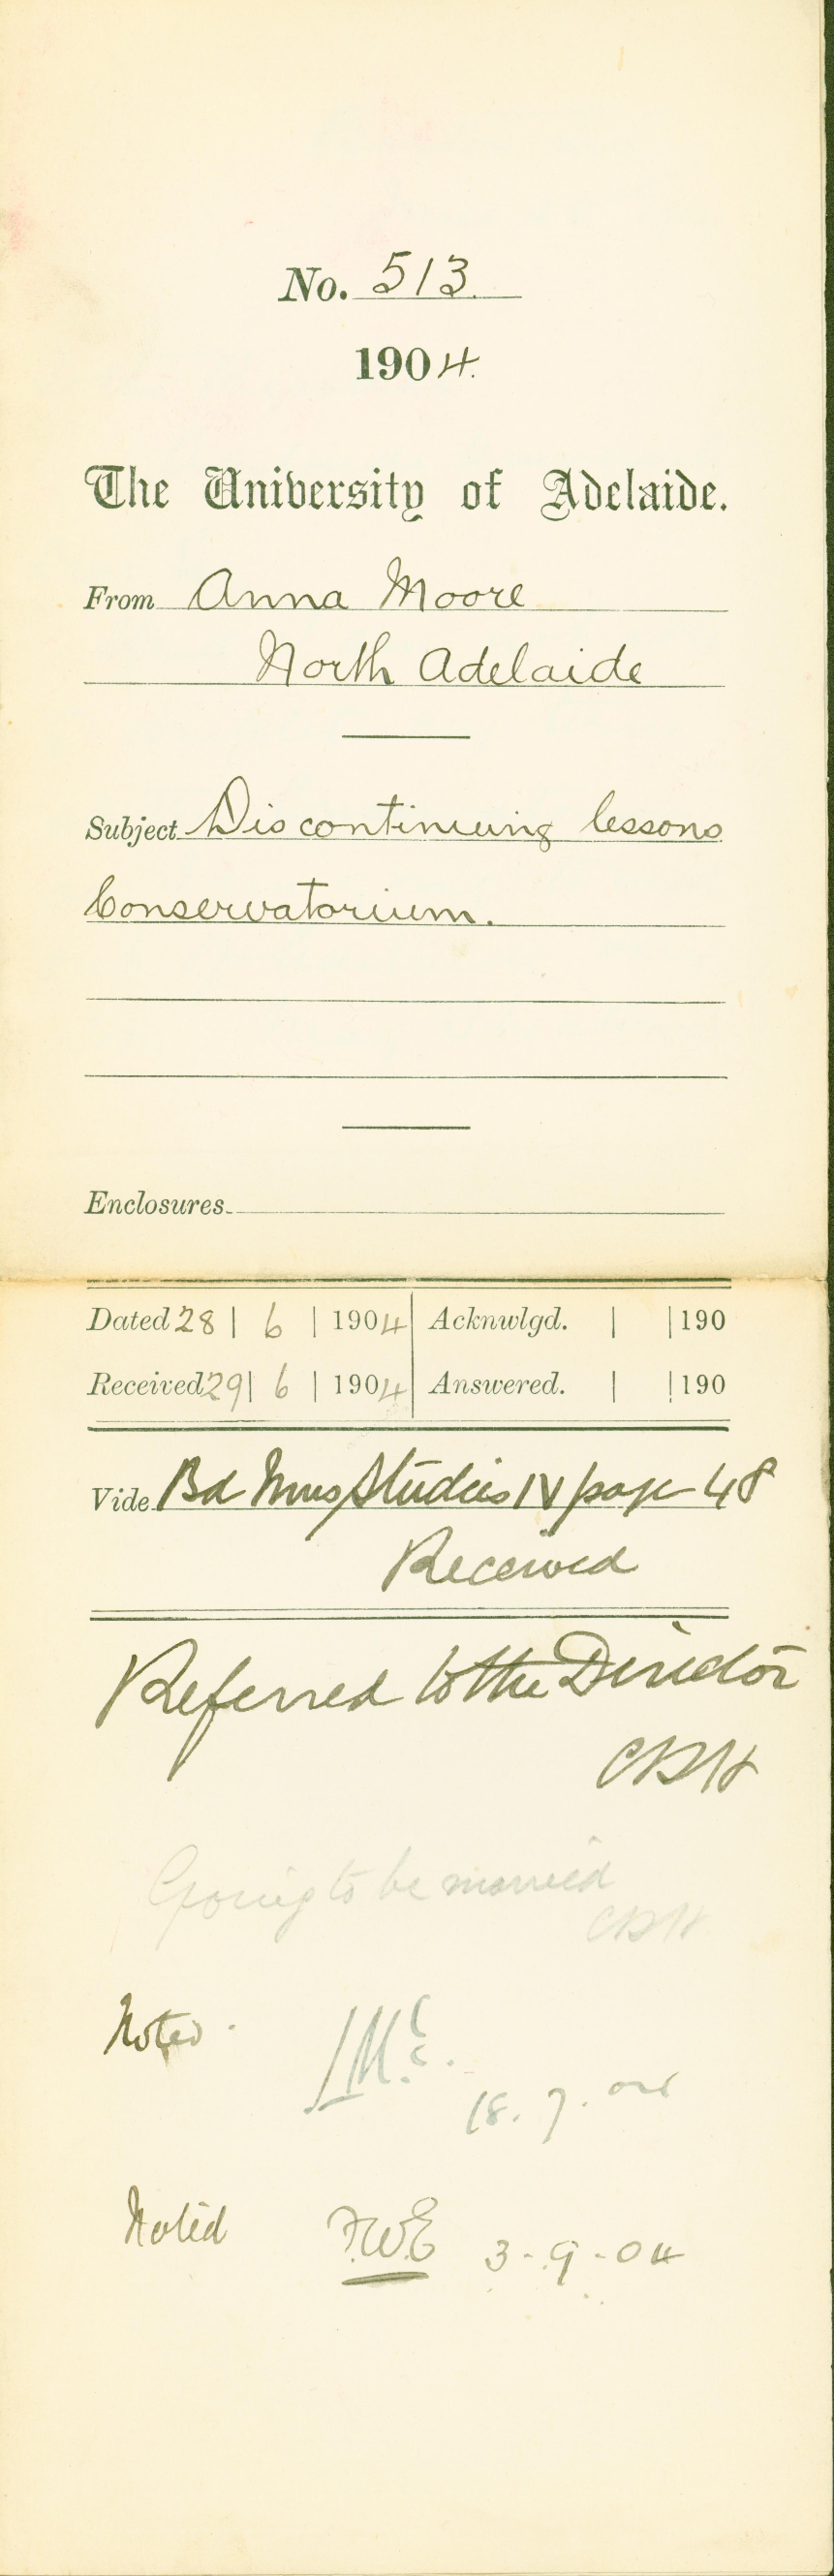 No. 513.
1904.
The University of Adelaide.
From Anna Moore
North Adelaide
Subject Discontinuing lessons
Conservatorium.
Enclosures
Dated 28 | 6 | 1904 Acknwlgd. | | 190
Received 29 | 6 | 1904 Answered. | | 190
Vide Bd Mus Studies IV page 48
Received
Referred to the Director
CRH
Going to be married
CRH
Noted.
18. 7. 04
Noted F.W.E 3-9-04